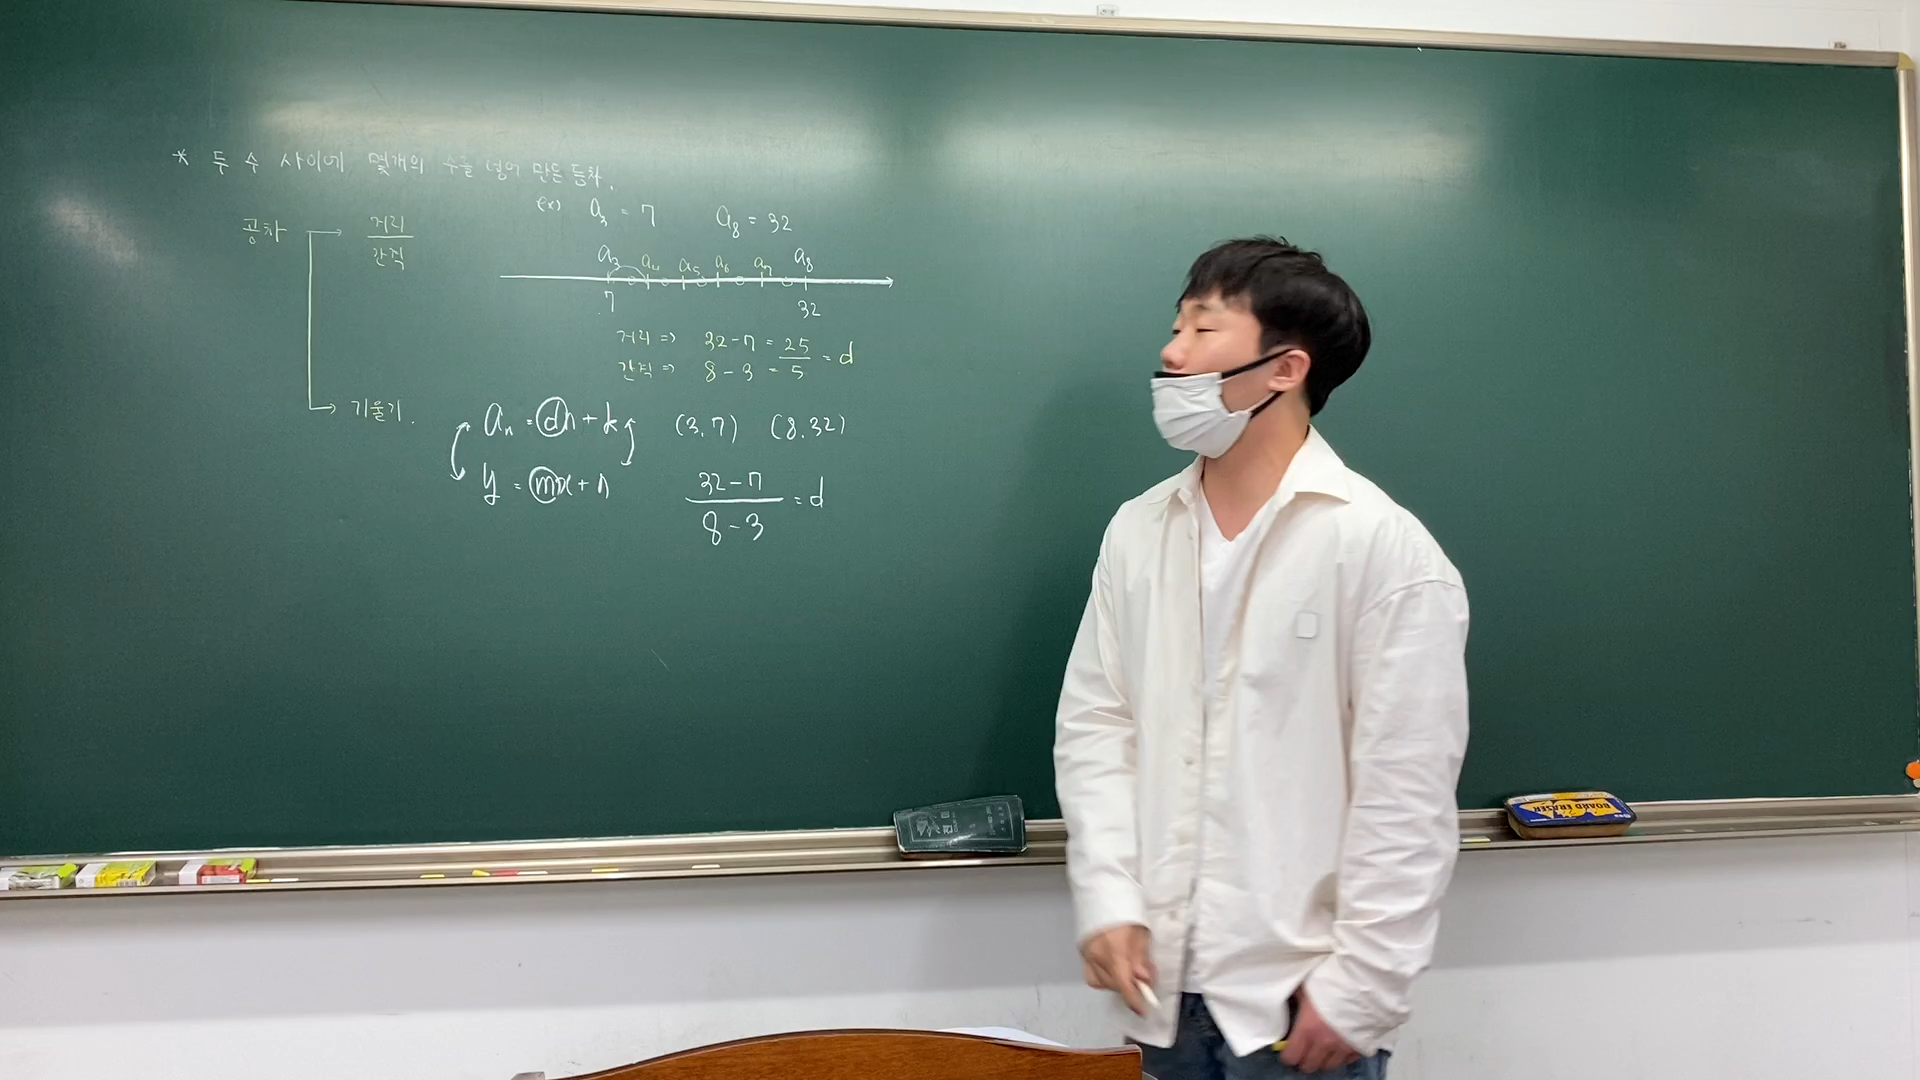 * 두 수 사이에 몇개의 수를 넣어 만든 등차.
ex) a₃ = 7 a₈ = 32
공차 → 거리
간격
a₃ a₄ a₅ a₆ a₇ a₈
7 32
거리 => 32-7 = 25
간격 => 8-3 = 5 = d
기울기.
aₙ = dn + k (3.7) (8.32)
y = mx + n
32-7
8-3 = d
BOARD ERASER